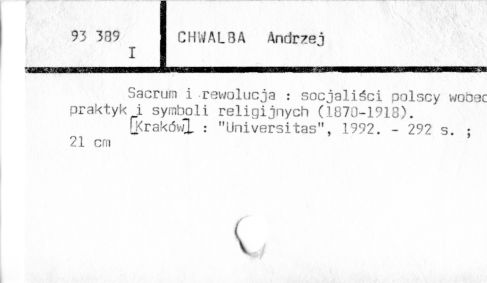 93 389
I
CHWALBA Andrzej
Sacrum i rewolucja : socjaliści polscy wobec
praktyk i symboli religijnych (1870-1918).
[Kraków] : "Universitas", 1992. - 292 s. ;
21 cm